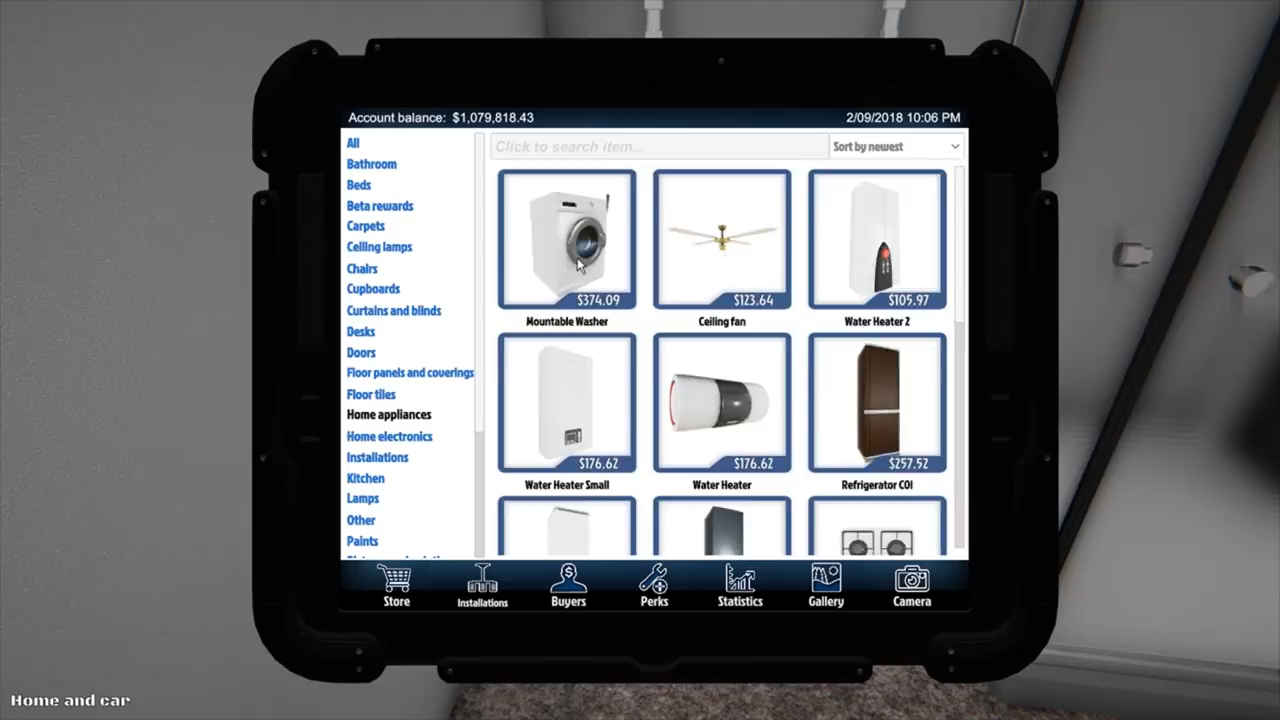 Account balance: $1,079,818.43
2/09/2018 10:06 PM
All
Bathroom
Beds
Beta rewards
Carpets
Ceiling lamps
Chairs
Cupboards
Curtains and blinds
Desks
Doors
Floor panels and coverings
Floor tiles
Home appliances
Home electronics
Installations
Kitchen
Lamps
Other
Paints
Click to search item...
Sort by newest
$374.09
$123.64
$105.97
Mountable Washer
Ceiling fan
Water Heater 2
$176.62
$176.62
$257.52
Water Heater Small
Water Heater
Refrigerator C01
Store
Installations
Buyers
Perks
Statistics
Gallery
Camera
Home and car